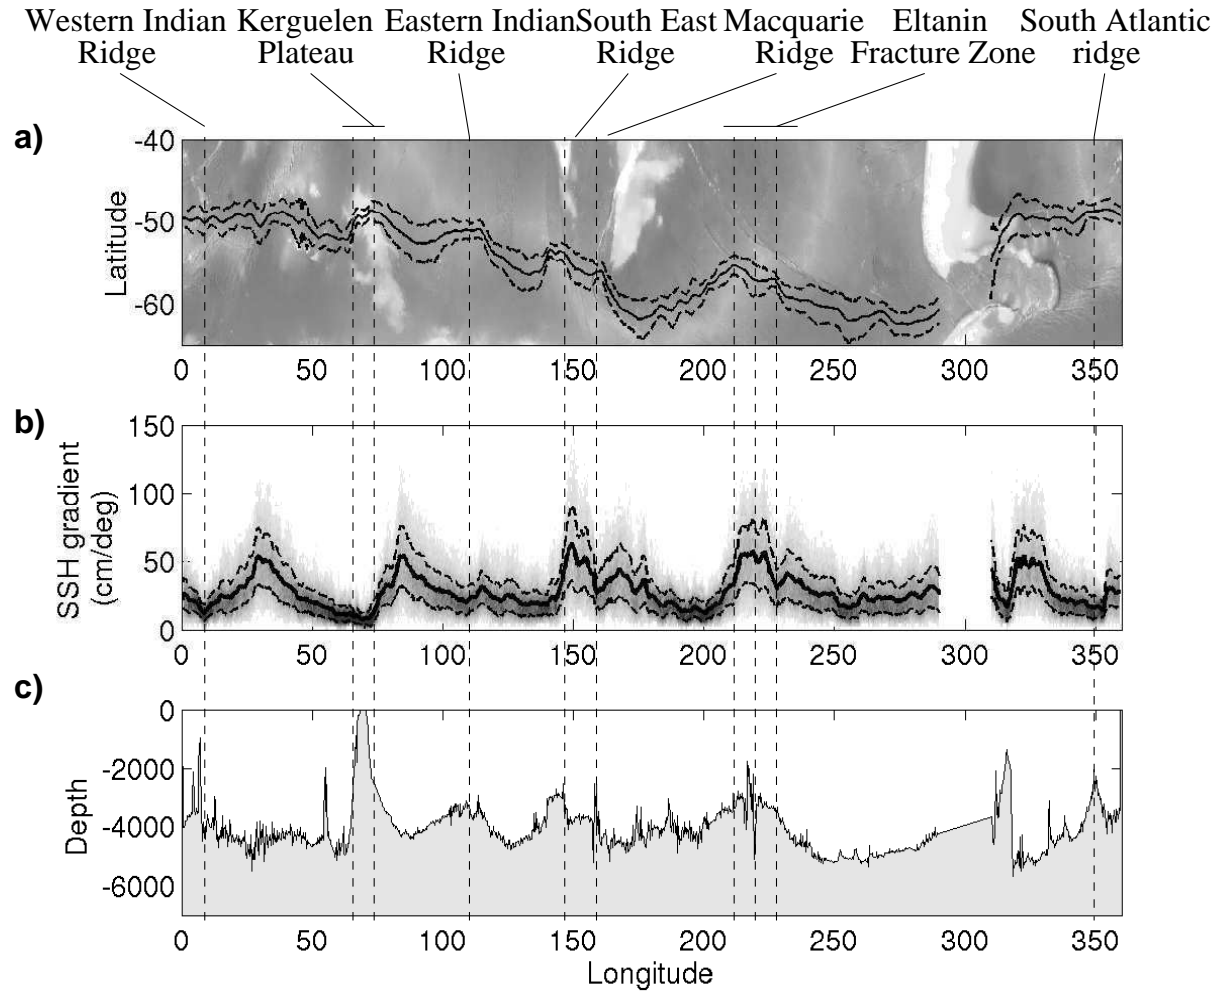 Western Indian Kerguelen Eastern Indian South East Macquarie Eltanin South Atlantic
Ridge Plateau Ridge Ridge Ridge Fracture Zone ridge
a)
-40
-50
-60
Latitude
0 50 100 150 200 250 300 350
b)
150
100
50
0
SSH gradient
(cm/deg)
0 50 100 150 200 250 300 350
c)
0
-2000
-4000
-6000
Depth
0 50 100 150 200 250 300 350
Longitude